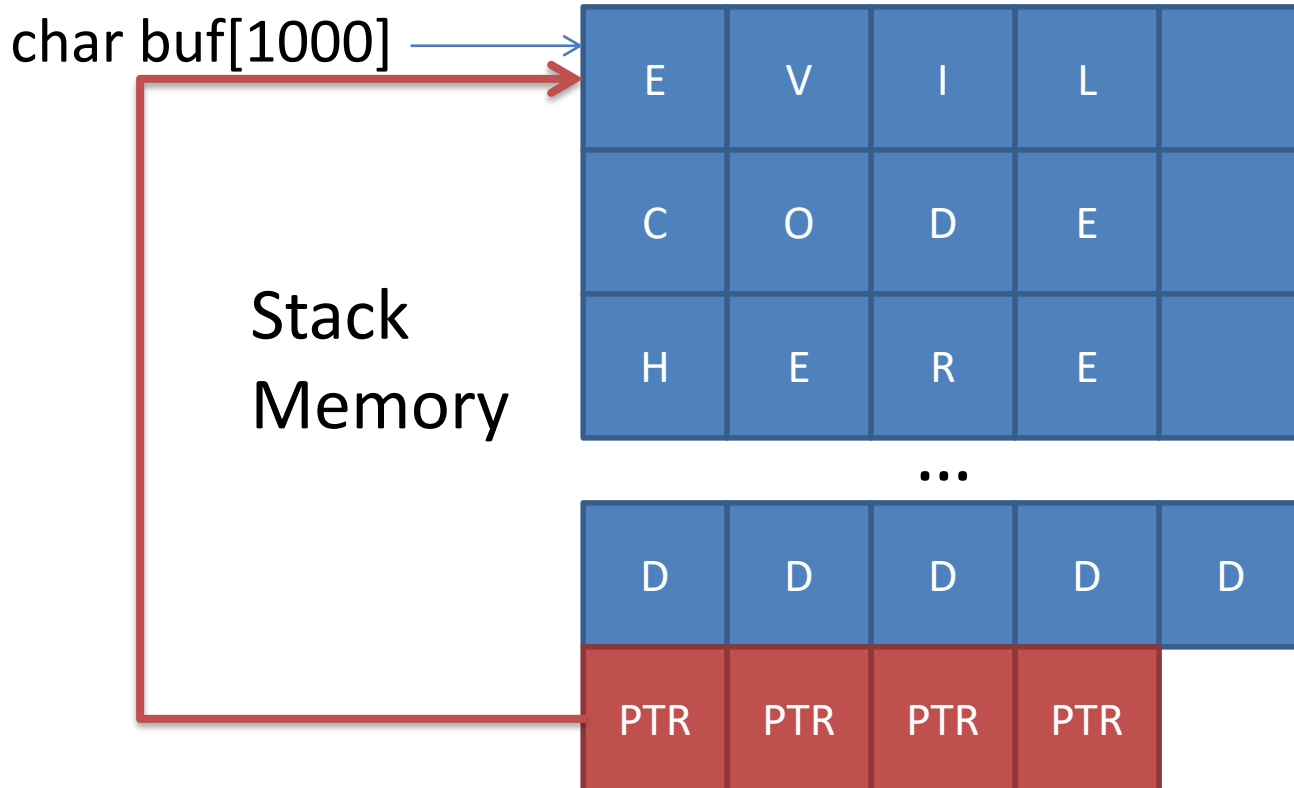 char buf[1000]
E V I L
C O D E
Stack
Memory
H E R E
...
D D D D D
PTR PTR PTR PTR